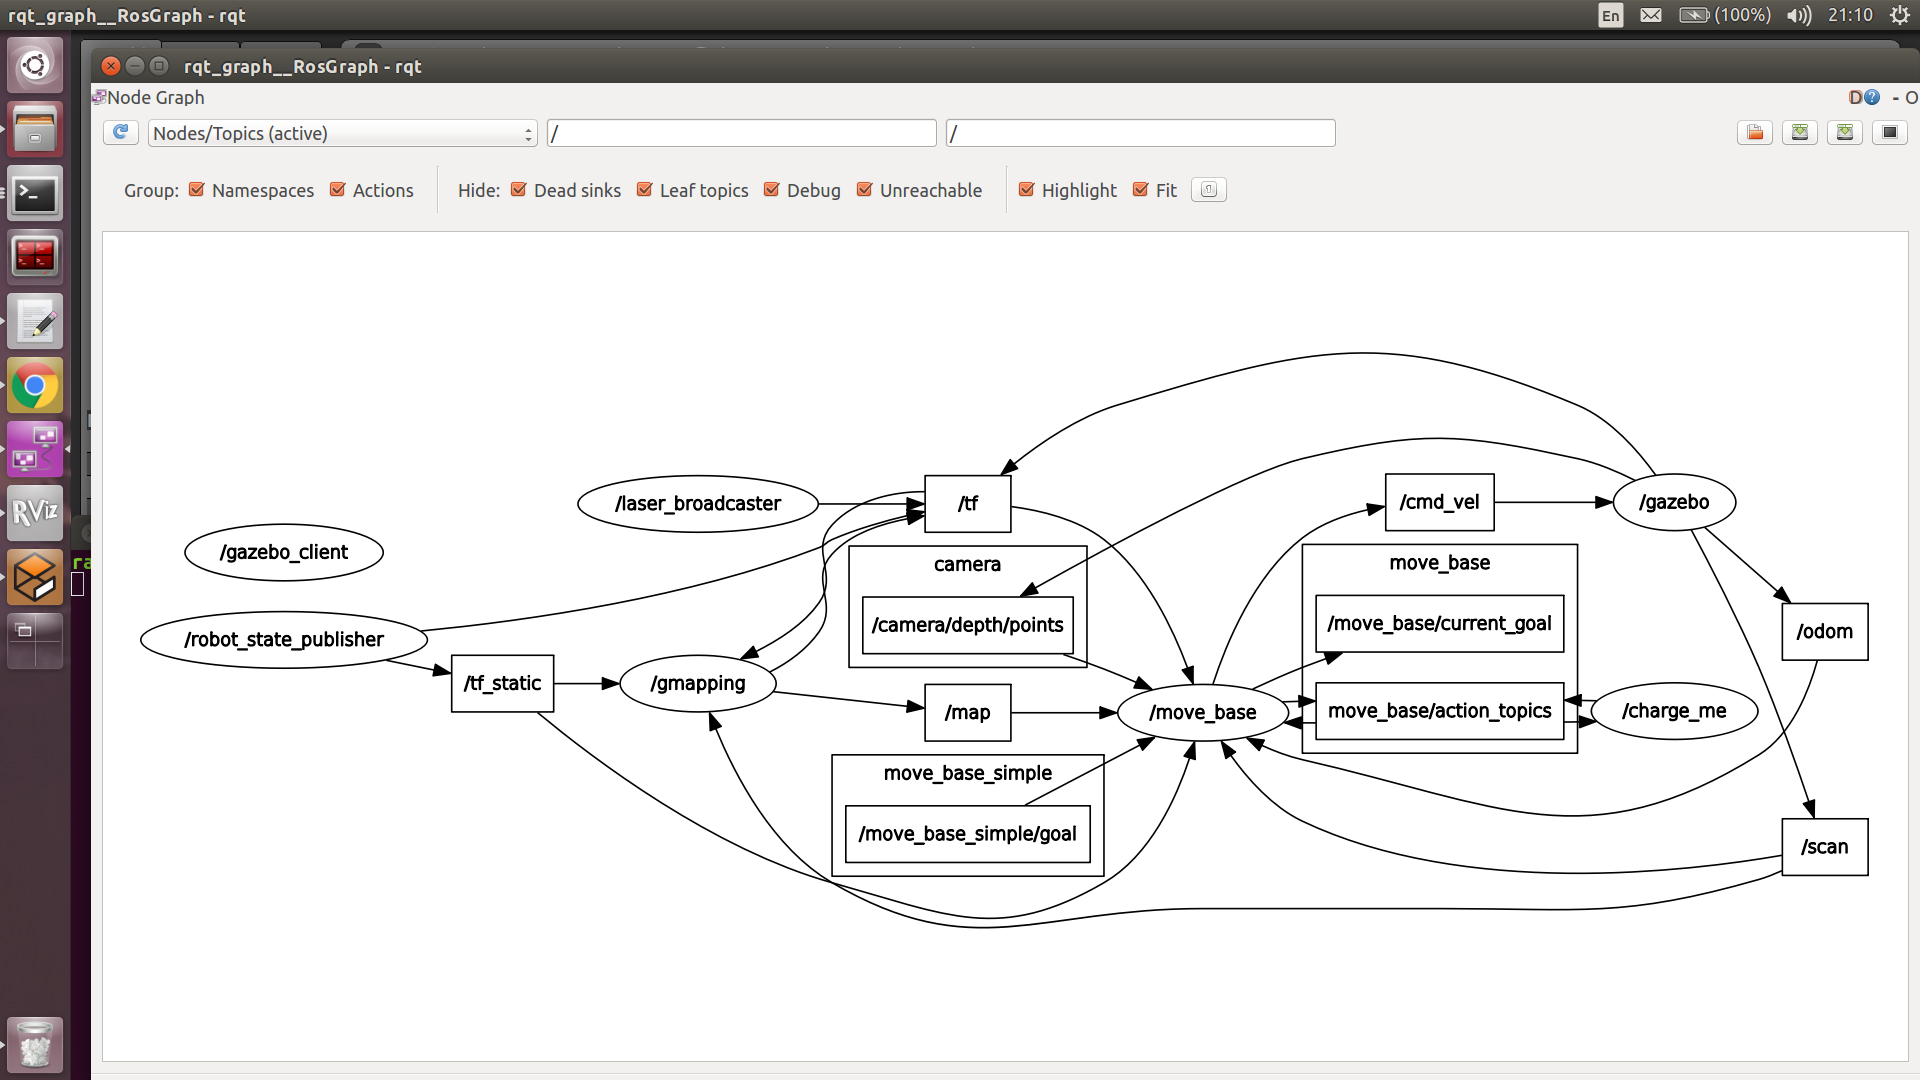 rqt_graph__RosGraph - rqt
En
(100%)
21:10
rqt_graph__RosGraph - rqt
Node Graph
D
- O
Nodes/Topics (active)
/
/
Group:
Namespaces
Actions
Hide:
Dead sinks
Leaf topics
Debug
Unreachable
Highlight
Fit
/laser_broadcaster
/tf
/cmd_vel
/gazebo
/gazebo_client
camera
/camera/depth/points
move_base
/move_base/current_goal
/odom
/robot_state_publisher
/tf_static
/gmapping
/map
/move_base
move_base/action_topics
/charge_me
move_base_simple
/move_base_simple/goal
/scan
RViz
ra